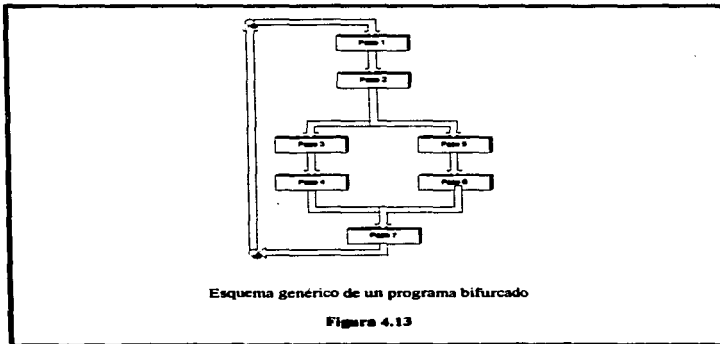 Paso 1
Paso 2
Paso 3
Paso 5
Paso 4
Paso 6
Paso 7
Esquema genérico de un programa bifurcado
Figura 4.13